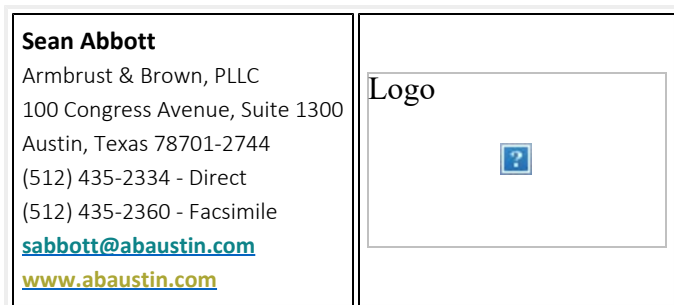 Sean Abbott
Armbrust & Brown, PLLC
100 Congress Avenue, Suite 1300
Austin, Texas 78701-2744
(512) 435-2334 - Direct
(512) 435-2360 - Facsimile
sabbott@abaustin.com
www.abaustin.com
Logo
?